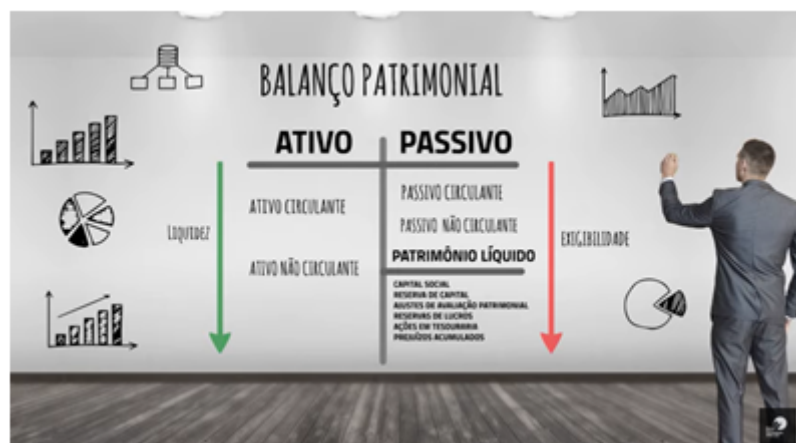 BALANÇO PATRIMONIAL
ATIVO
PASSIVO
ATIVO CIRCULANTE
ATIVO NÃO CIRCULANTE
PASSIVO CIRCULANTE
PASSIVO NÃO CIRCULANTE
PATRIMÔNIO LÍQUIDO
CAPITAL SOCIAL
RESERVA DE CAPITAL
AJUSTES DE AVALIAÇÃO PATRIMONIAL
RESERVAS DE LUCROS
AÇÕES EM TESOURARIA
PREJUÍZOS ACUMULADOS
LIQUIDEZ
EXIGIBILIDADE